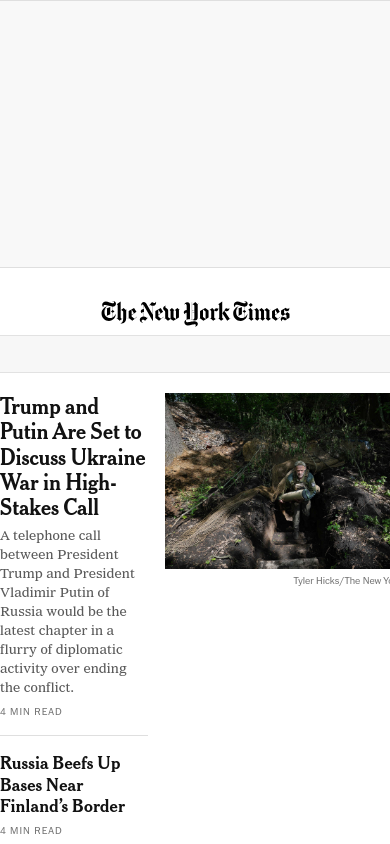 The New York Times
Trump and
Putin Are Set to
Discuss Ukraine
War in High-
Stakes Call
A telephone call
between President
Trump and President
Vladimir Putin of
Russia would be the
latest chapter in a
flurry of diplomatic
activity over ending
the conflict.
4 MIN READ
Tyler Hicks/The New Yo
Russia Beefs Up
Bases Near
Finland’s Border
4 MIN READ